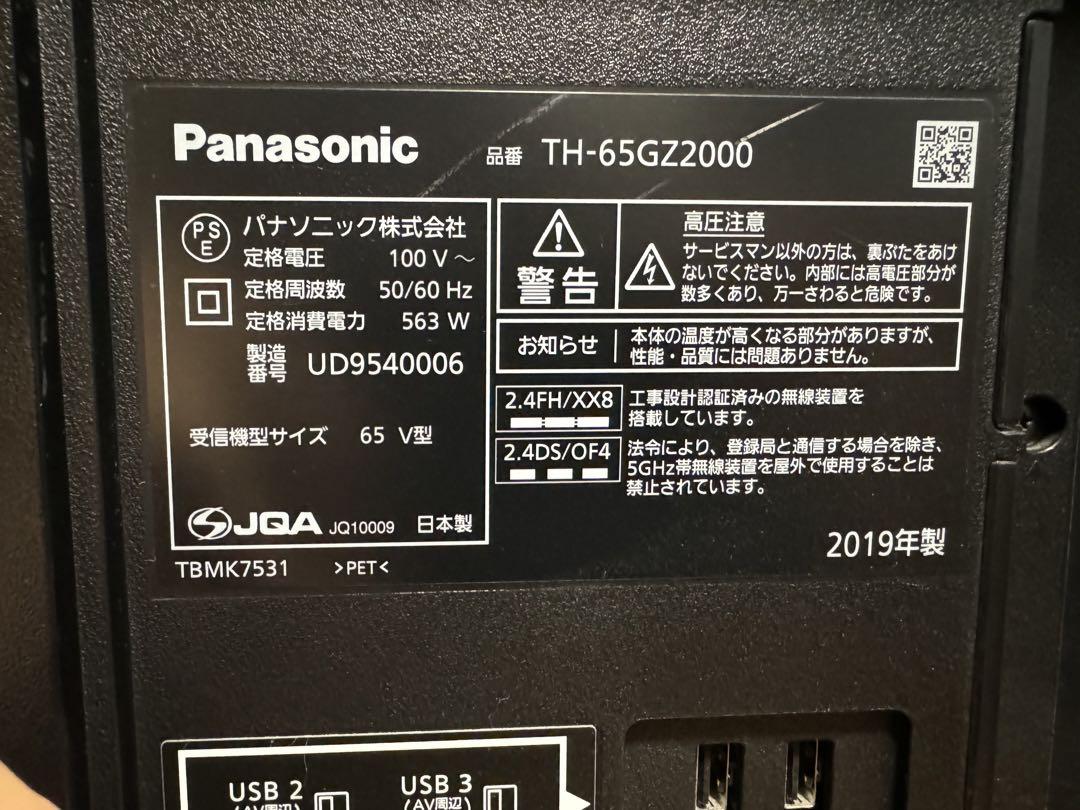 Panasonic 品番 TH-65GZ2000
PSE パナソニック株式会社
定格電圧 100 V ～
定格周波数 50/60 Hz
定格消費電力 563 W
製造番号 UD9540006
受信機型サイズ 65 V型
JQA JQ10009 日本製
警告
高圧注意
サービスマン以外の方は、裏ぶたをあけ
ないでください。内部には高電圧部分が
数多くあり、万一さわると危険です。
お知らせ
本体の温度が高くなる部分がありますが、
性能・品質には問題ありません。
2.4FH/XX8
工事設計認証済みの無線装置を
搭載しています。
2.4DS/OF4
法令により、登録局と通信する場合を除き、
5GHz帯無線装置を屋外で使用することは
禁止されています。
2019年製
TBMK7531 >PET<
USB 2 USB 3
(AV周辺) (AV周辺)